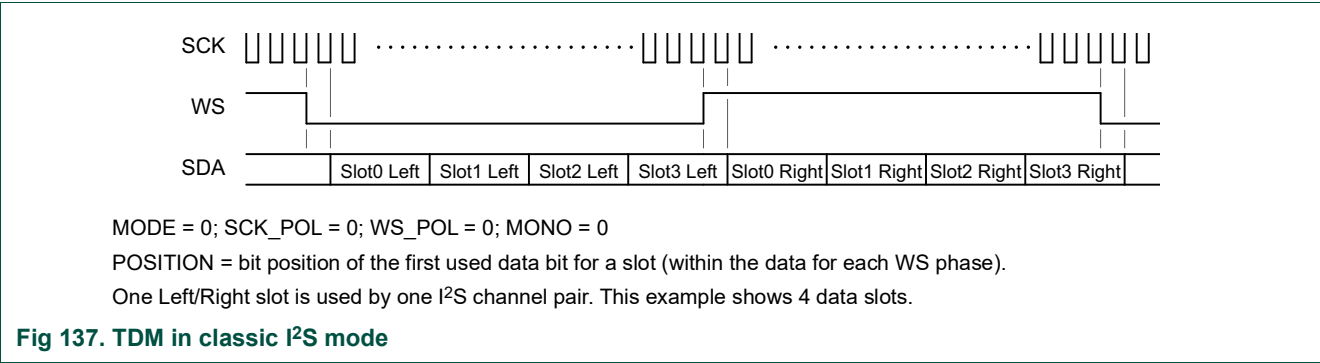 SCK
WS
SDA Slot0 Left Slot1 Left Slot2 Left Slot3 Left Slot0 Right Slot1 Right Slot2 Right Slot3 Right
MODE = 0; SCK_POL = 0; WS_POL = 0; MONO = 0
POSITION = bit position of the first used data bit for a slot (within the data for each WS phase).
One Left/Right slot is used by one I²S channel pair. This example shows 4 data slots.
Fig 137. TDM in classic I²S mode